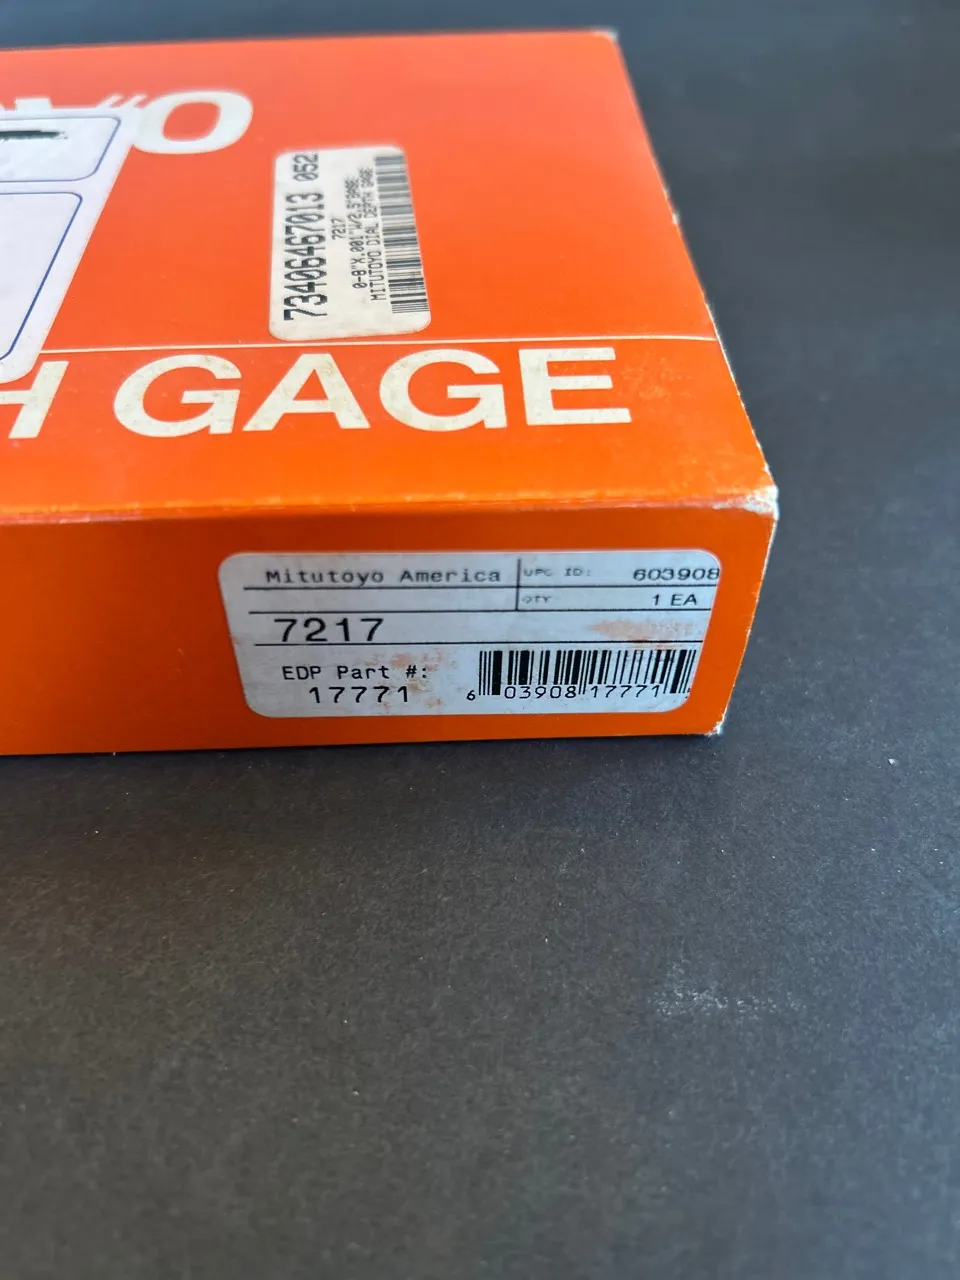 O
73406467013 052
7217
0-8"X.001"W/2.5"BASE
MITUTOYO DIAL DEPTH GAGE
H GAGE
Mitutoyo America
UPC ID: 603908
QTY 1 EA
7217
EDP Part #:
17771
6 03908 17771